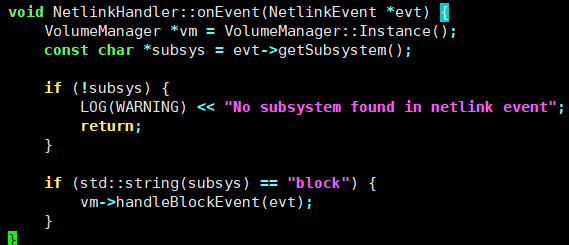 void NetlinkHandler::onEvent(NetlinkEvent *evt) {
    VolumeManager *vm = VolumeManager::Instance();
    const char *subsys = evt->getSubsystem();

    if (!subsys) {
        LOG(WARNING) << "No subsystem found in netlink event";
        return;
    }

    if (std::string(subsys) == "block") {
        vm->handleBlockEvent(evt);
    }
}